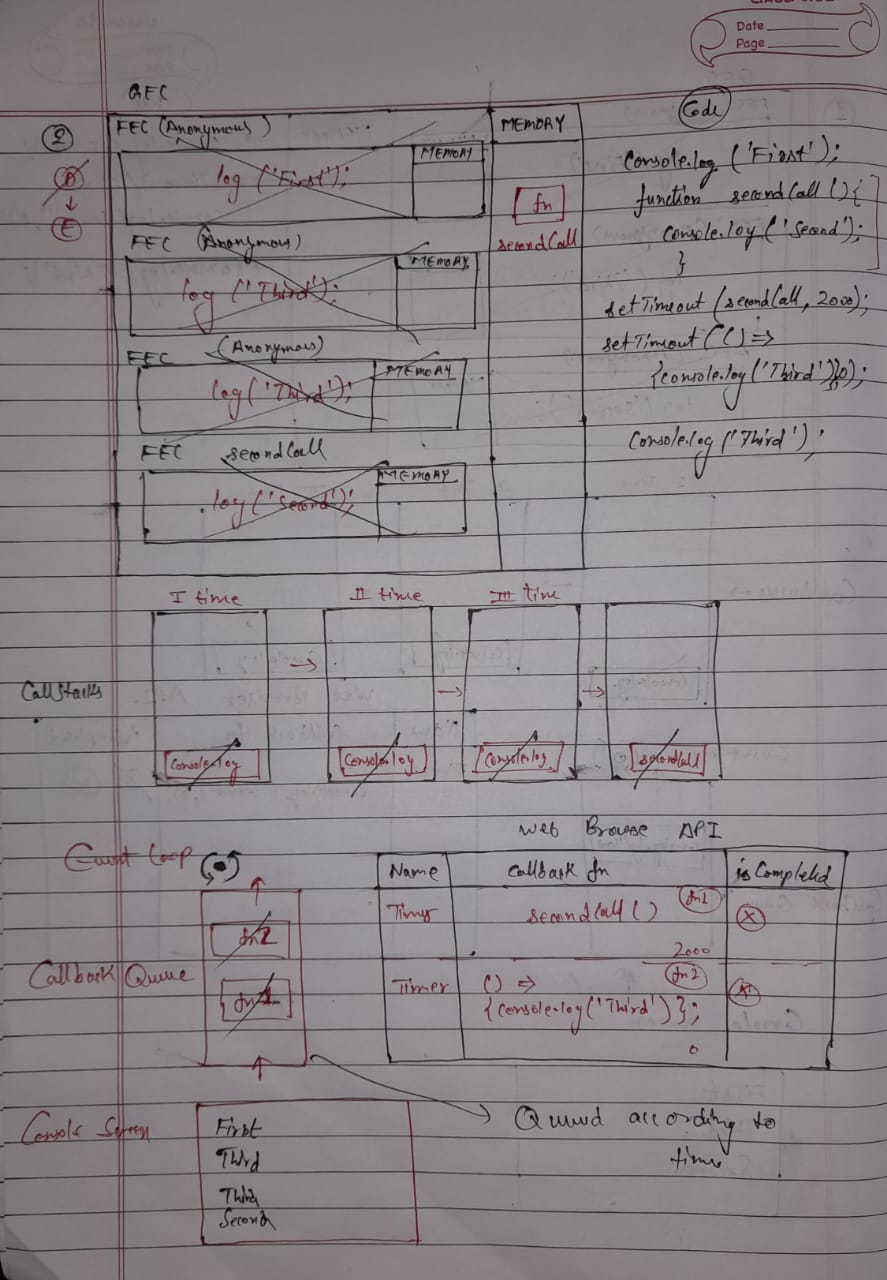 Date
Page
GEC
②
FEC (Anonymous)
MEMORY
log ('First');
FEC (Anonymous)
MEMORY
log ('Third');
FEC (Anonymous)
MEMORY
log('Third');
FEC secondCall
MEMORY
log('Second');
MEMORY
fn
secondCall
Code
Console.log ('First');
function secondCall () {
console.log ('Second');
}
setTimeout (secondCall, 2000);
setTimeout (() =>
{console.log('Third')},0);
Console.log('Third');
I time
II time
III tim
Call Stacks
Console.log
Console.log
Console.log
secondCall
Web Browse API
Event Loop
Name
Callback fn
is Completed
Timer
secondCall ()
fn1
X
2000
Timer
() =>
fn2
{console.log('Third')};
0
Callback Queue
fn2
fn1
Console Screen
First
Third
Third
Second
Queued according to
time